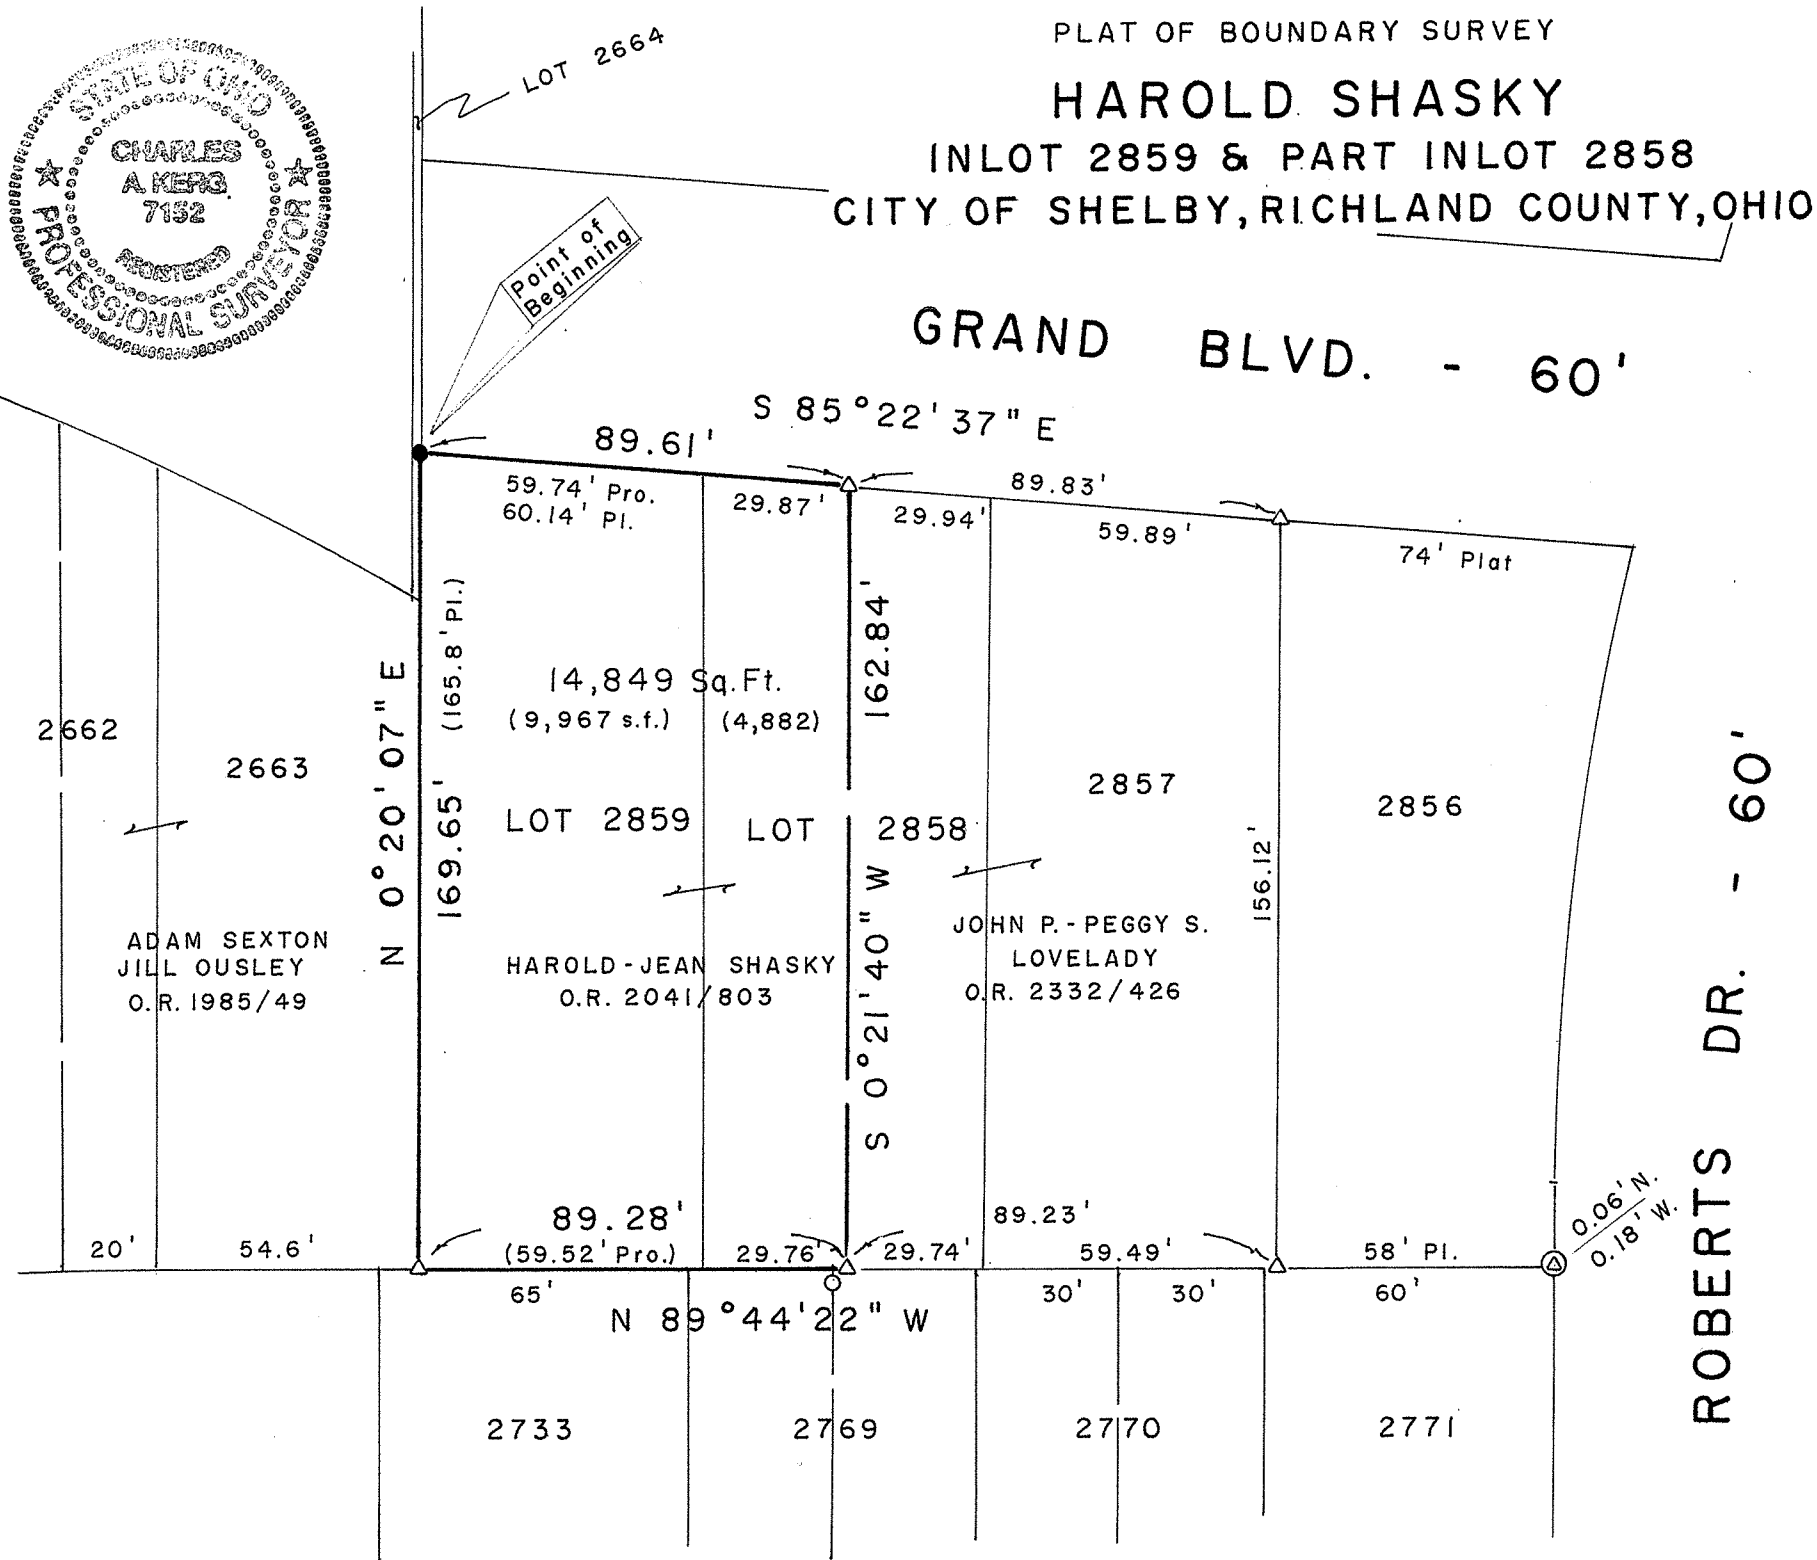 PLAT OF BOUNDARY SURVEY
HAROLD SHASKY
INLOT 2859 & PART INLOT 2858
CITY OF SHELBY, RICHLAND COUNTY, OHIO
STATE OF OHIO
CHARLES
A. KERG
7152
REGISTERED
PROFESSIONAL SURVEYOR
LOT 2664
Point of
Beginning
GRAND BLVD. - 60'
S 85°22'37" E
89.61'
59.74' Pro.
60.14' Pl.
29.87'
29.94'
89.83'
59.89'
74' Plat
N 0°20'07" E
(165.8' Pl.)
169.65'
14,849 Sq.Ft.
(9,967 s.f.)
(4,882)
162.84'
S 0°21'40" W
2662
2663
LOT 2859
LOT 2858
2857
2856
156.12'
ADAM SEXTON
JILL OUSLEY
O.R. 1985/49
HAROLD-JEAN SHASKY
O.R. 2041/803
JOHN P.-PEGGY S.
LOVELADY
O.R. 2332/426
ROBERTS DR. - 60'
89.28'
89.23'
20'
54.6'
(59.52' Pro.)
29.76'
29.74'
59.49'
58' Pl.
0.06' N.
0.18' W.
65'
30'
30'
60'
N 89°44'22" W
2733
2769
2770
2771